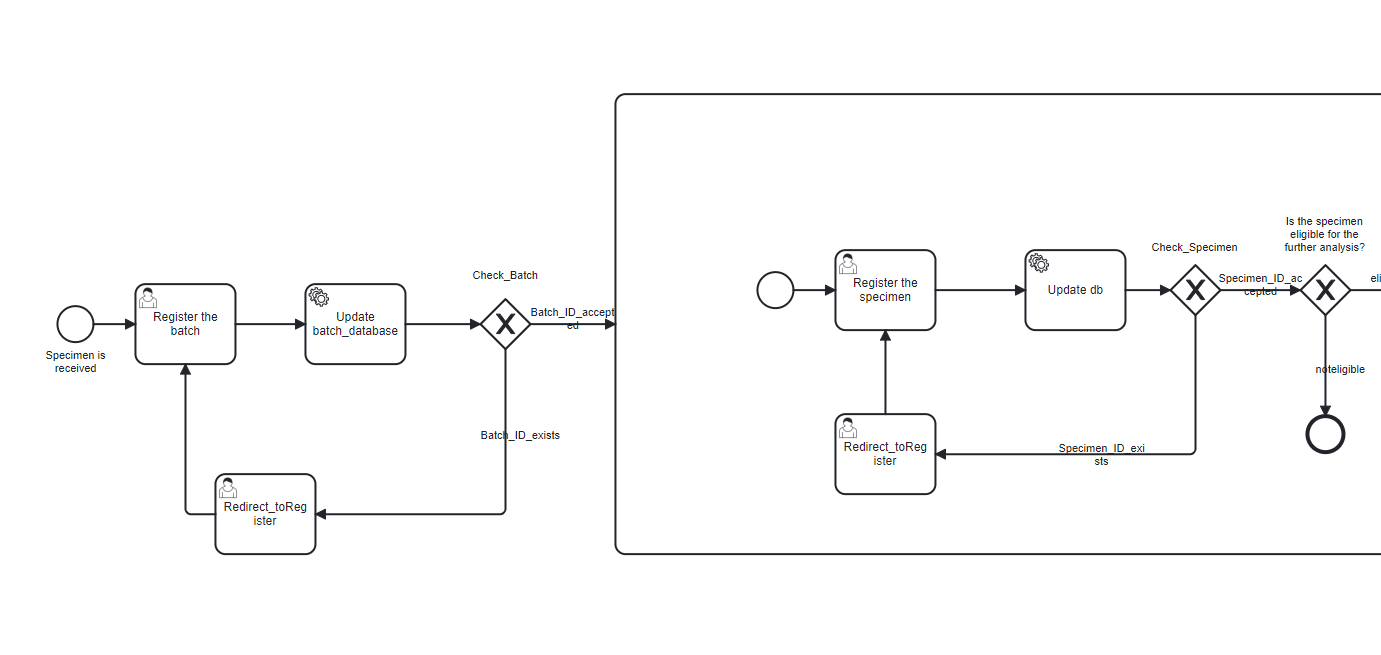 Specimen is
received
Register the
batch
Update
batch_database
Check_Batch
Batch_ID_accept
ed
Batch_ID_exists
Redirect_toReg
ister
Register the
specimen
Update db
Check_Specimen
Specimen_ID_ac
cepted
Is the specimen
eligible for the
further analysis?
eli
noteligible
Specimen_ID_exi
sts
Redirect_toReg
ister